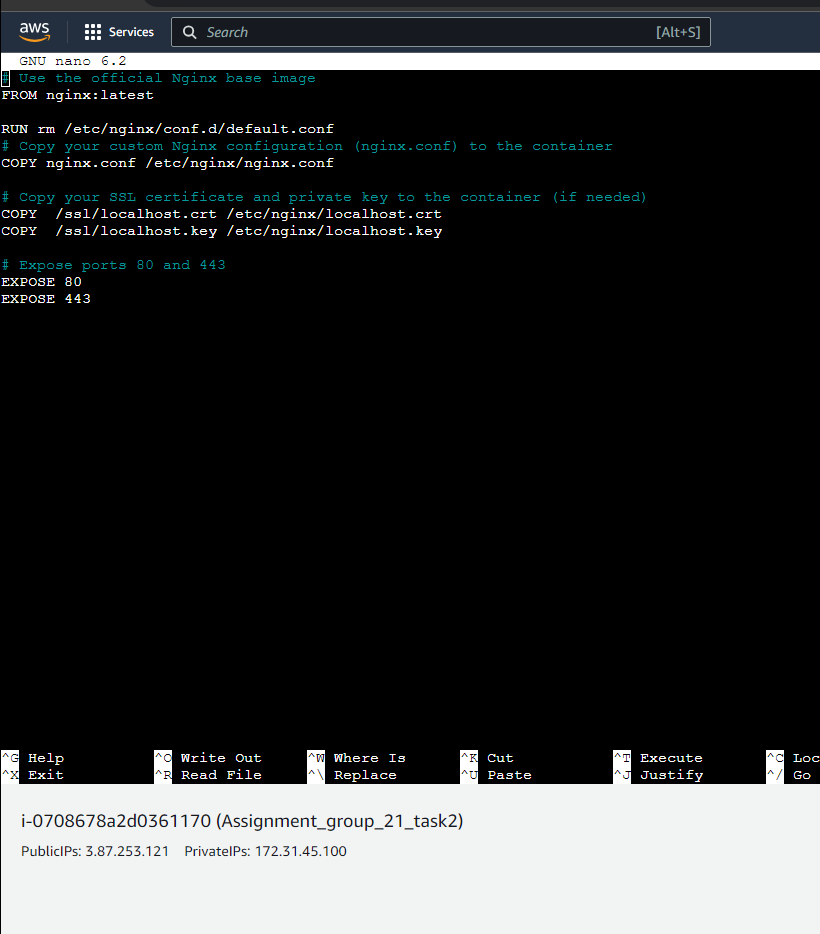 aws Services Search [Alt+S]
GNU nano 6.2
# Use the official Nginx base image
FROM nginx:latest
RUN rm /etc/nginx/conf.d/default.conf
# Copy your custom Nginx configuration (nginx.conf) to the container
COPY nginx.conf /etc/nginx/nginx.conf
# Copy your SSL certificate and private key to the container (if needed)
COPY  /ssl/localhost.crt /etc/nginx/localhost.crt
COPY  /ssl/localhost.key /etc/nginx/localhost.key
# Expose ports 80 and 443
EXPOSE 80
EXPOSE 443
^G Help ^O Write Out ^W Where Is ^K Cut ^T Execute ^C Loc
^X Exit ^R Read File ^\ Replace ^U Paste ^J Justify ^/ Go
i-0708678a2d0361170 (Assignment_group_21_task2)
PublicIPs: 3.87.253.121 PrivateIPs: 172.31.45.100